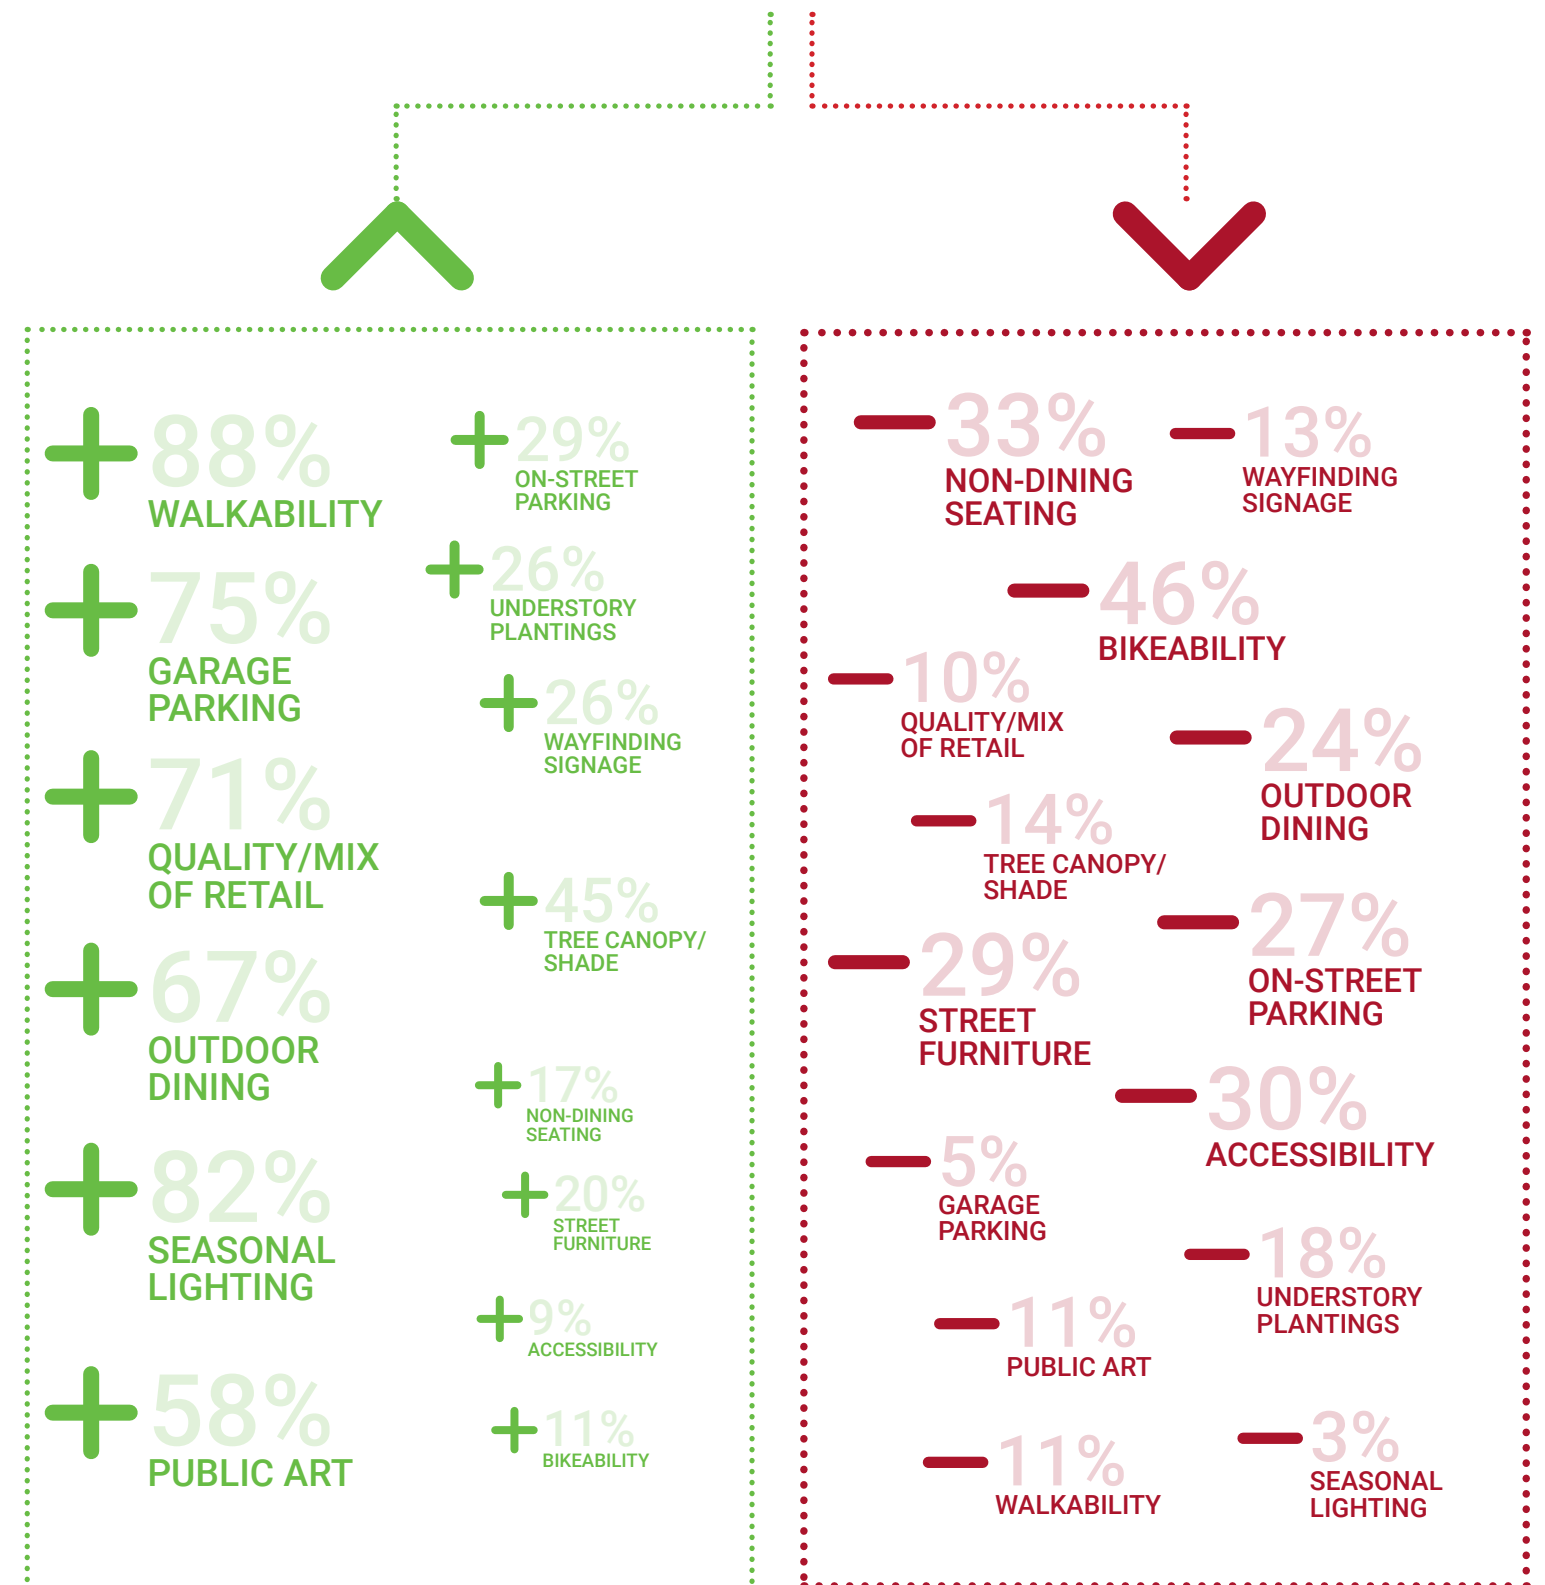 88%
WALKABILITY
75%
GARAGE
PARKING
71%
QUALITY/MIX
OF RETAIL
67%
OUTDOOR
DINING
82%
SEASONAL
LIGHTING
58%
PUBLIC ART
29%
ON-STREET
PARKING
26%
UNDERSTORY
PLANTINGS
26%
WAYFINDING
SIGNAGE
45%
TREE CANOPY/
SHADE
17%
NON-DINING
SEATING
20%
STREET
FURNITURE
9%
ACCESSIBILITY
11%
BIKEABILITY
33%
NON-DINING
SEATING
13%
WAYFINDING
SIGNAGE
46%
BIKEABILITY
10%
QUALITY/MIX
OF RETAIL
24%
OUTDOOR
DINING
14%
TREE CANOPY/
SHADE
27%
ON-STREET
PARKING
29%
STREET
FURNITURE
30%
ACCESSIBILITY
5%
GARAGE
PARKING
18%
UNDERSTORY
PLANTINGS
11%
PUBLIC ART
3%
SEASONAL
LIGHTING
11%
WALKABILITY